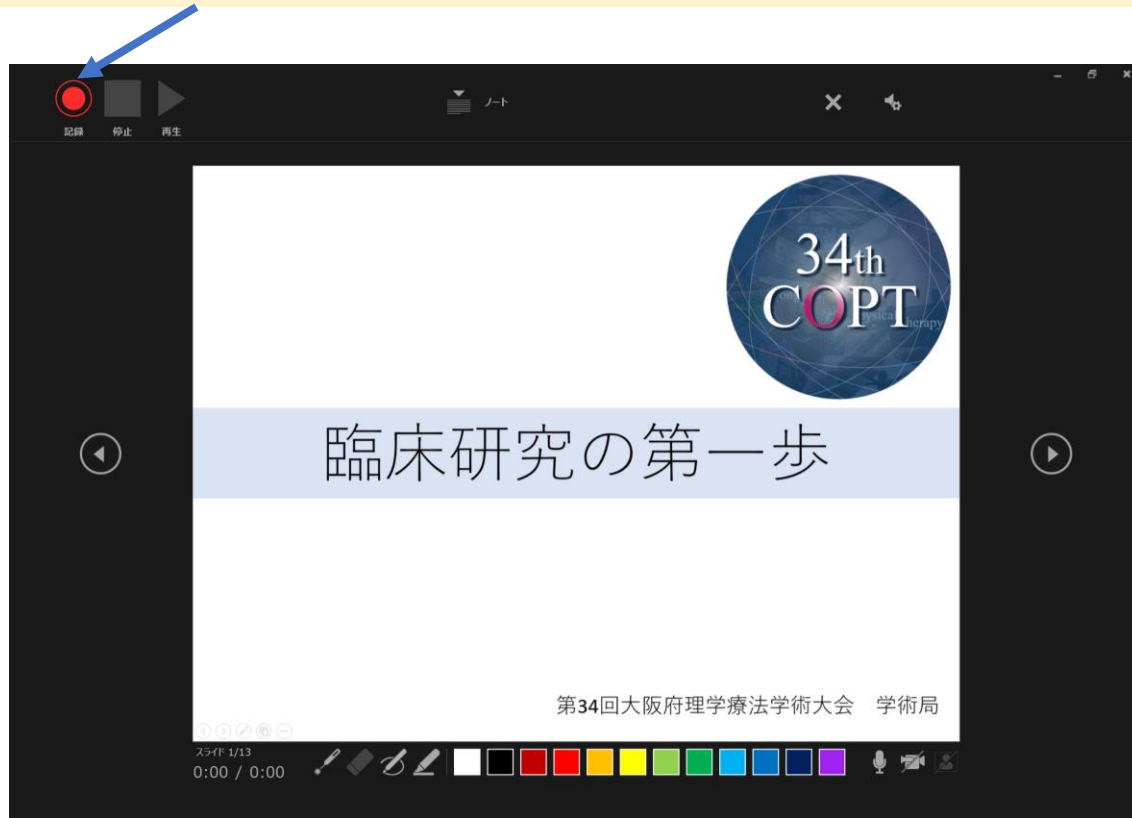 記録 停止 再生
ノート
34th
COPT
Physical Therapy
臨床研究の第一歩
第34回大阪府理学療法学術大会 学術局
スライド 1/13
0:00 / 0:00